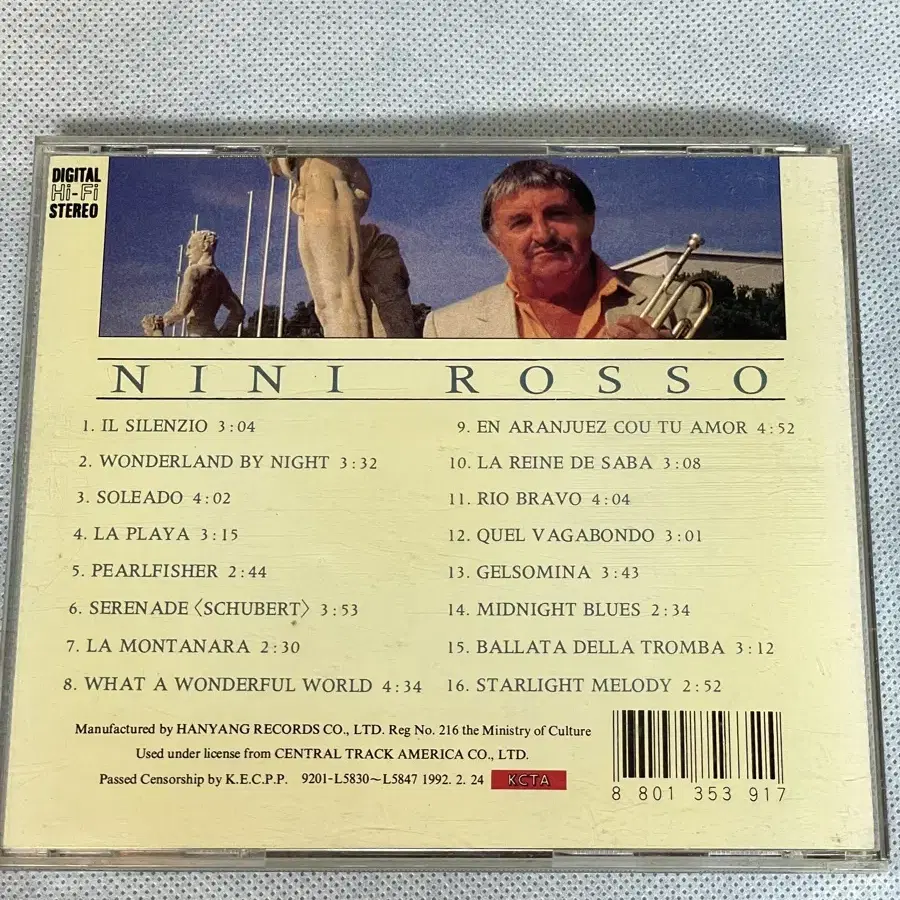 DIGITAL
Hi-Fi
STEREO
NINI ROSSO
1. IL SILENZIO 3:04
2. WONDERLAND BY NIGHT 3:32
3. SOLEADO 4:02
4. LA PLAYA 3:15
5. PEARLFISHER 2:44
6. SERENADE〈SCHUBERT〉3:53
7. LA MONTANARA 2:30
8. WHAT A WONDERFUL WORLD 4:34
9. EN ARANJUEZ COU TU AMOR 4:52
10. LA REINE DE SABA 3:08
11. RIO BRAVO 4:04
12. QUEL VAGABONDO 3:01
13. GELSOMINA 3:43
14. MIDNIGHT BLUES 2:34
15. BALLATA DELLA TROMBA 3:12
16. STARLIGHT MELODY 2:52
Manufactured by HANYANG RECORDS CO., LTD. Reg No. 216 the Ministry of Culture
Used under license from CENTRAL TRACK AMERICA CO., LTD.
Passed Censorship by K.E.C.P.P. 9201-L5830~L5847 1992. 2. 24 KCTA
8 801353 917